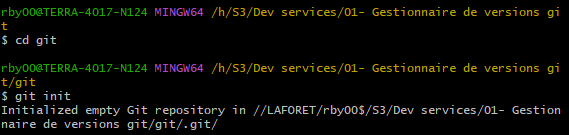 rby00@TERRA-4017-N124 MINGW64 /h/S3/Dev services/01- Gestionnaire de versions gi
t
$ cd git
rby00@TERRA-4017-N124 MINGW64 /h/S3/Dev services/01- Gestionnaire de versions gi
t/git
$ git init
Initialized empty Git repository in //LAFORET/rby00$/S3/Dev services/01- Gestion
naire de versions git/git/.git/